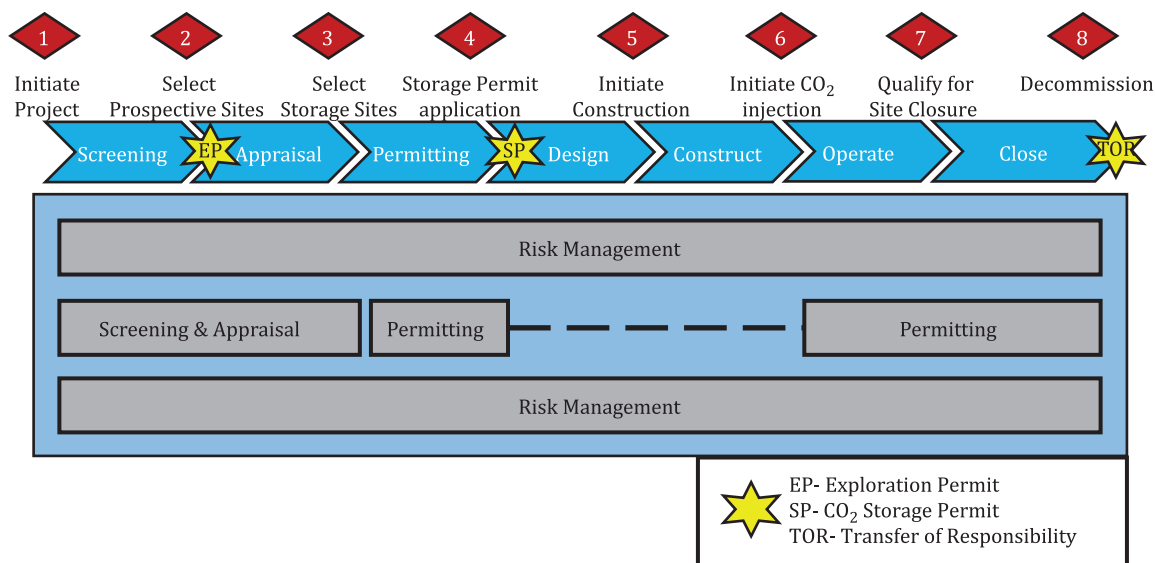 1 2 3 4 5 6 7 8
Initiate Select Select Storage Permit Initiate Initiate CO₂ Qualify for Decommission
Project Prospective Sites Storage Sites application Construction injection Site Closure
Screening EP Appraisal Permitting SP Design Construct Operate Close TOR
Risk Management
Screening & Appraisal Permitting Permitting
Risk Management
EP- Exploration Permit
SP- CO₂ Storage Permit
TOR- Transfer of Responsibility